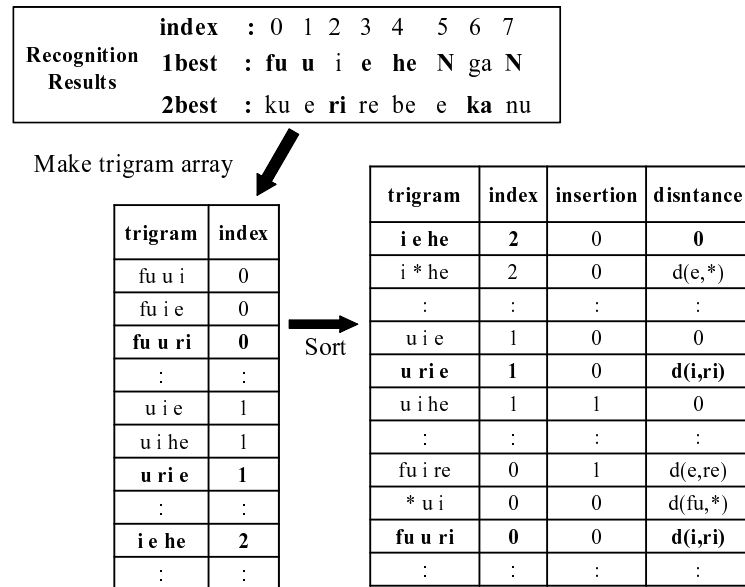 index : 0 1 2 3 4 5 6 7
Recognition Results
1best : fu u i e he N ga N
2best : ku e ri re be e ka nu
Make trigram array
trigram index
fu u i 0
fu i e 0
fu u ri 0
: :
u i e 1
u i he 1
u ri e 1
: :
i e he 2
: :
Sort
trigram index insertion disntance
i e he 2 0 0
i * he 2 0 d(e,*)
: : : :
u i e 1 0 0
u ri e 1 0 d(i,ri)
u i he 1 1 0
: : : :
fu i re 0 1 d(e,re)
* u i 0 0 d(fu,*)
fu u ri 0 0 d(i,ri)
: : : :